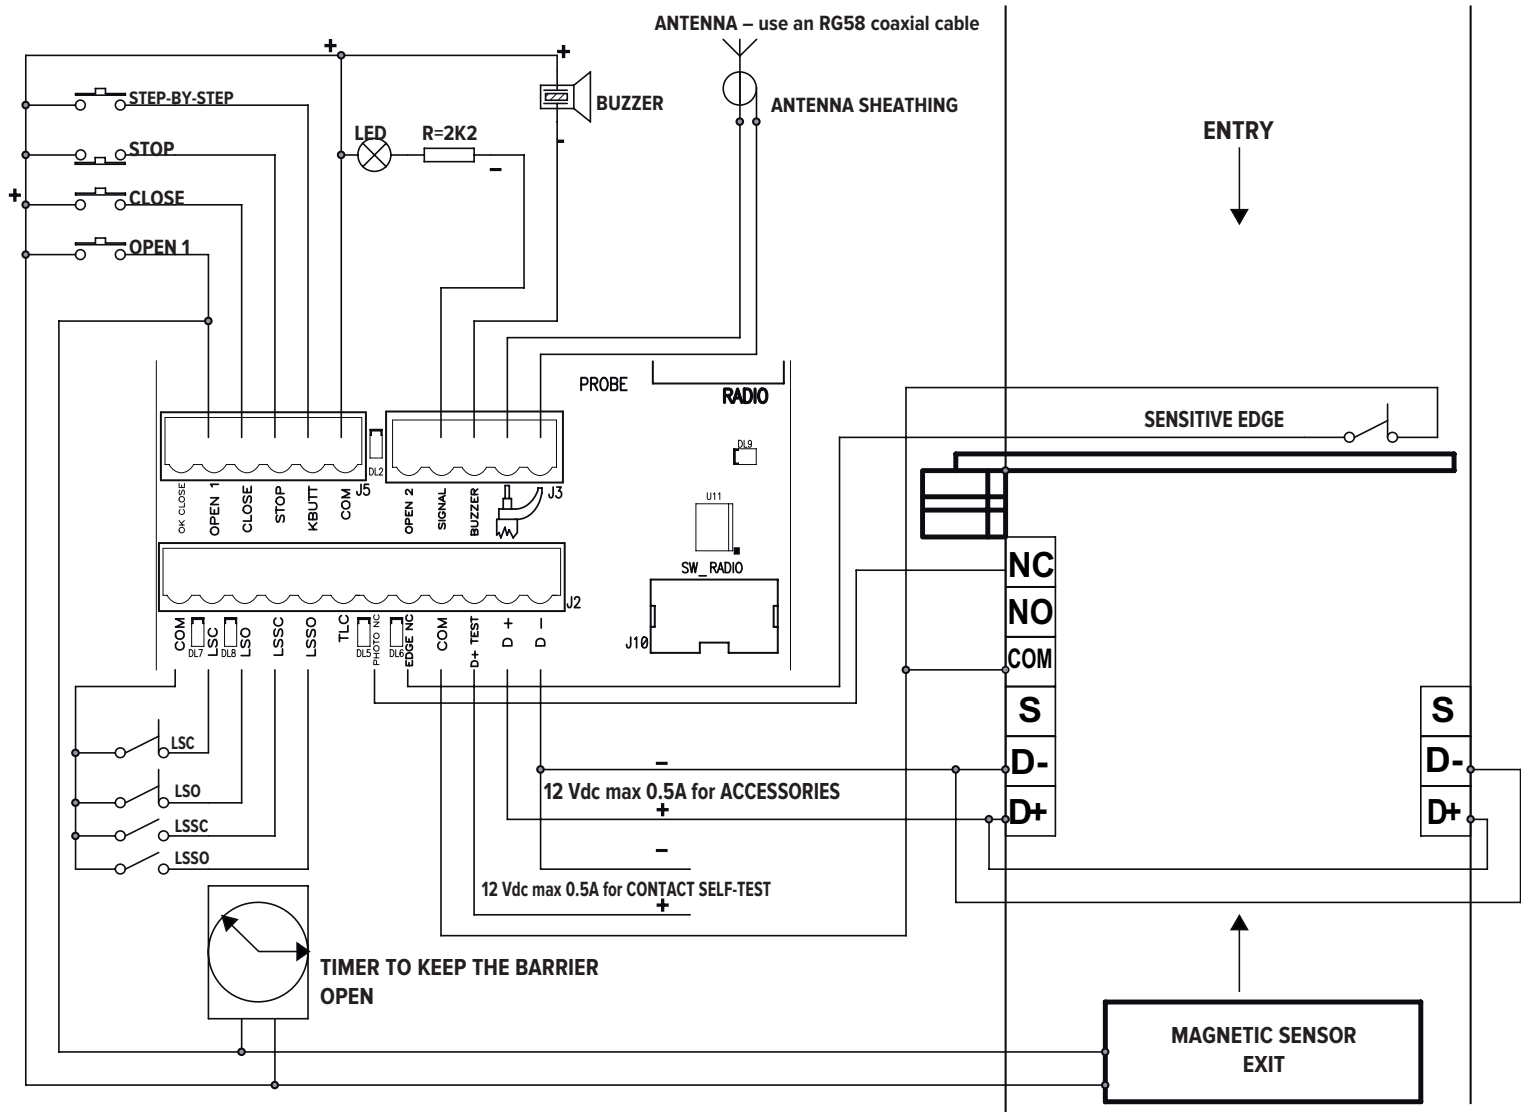 ANTENNA – use an RG58 coaxial cable
+
+
STEP-BY-STEP
BUZZER
ANTENNA SHEATHING
ENTRY
LED
R=2K2
-
STOP
–
+
CLOSE
OPEN 1
PROBE
RADIO
SENSITIVE EDGE
DL9
DL2
J5
J3
OK CLOSE
OPEN 1
CLOSE
STOP
KBUTT
COM
OPEN 2
SIGNAL
BUZZER
U11
SW_RADIO
NC
NO
COM
S
D-
D+
J2
J10
COM
DL7
LSC
DL8
LSO
LSSC
LSSO
TLC
DL5
PHOTO NC
DL6
EDGE NC
COM
D+ TEST
D +
D -
S
D-
D+
LSC
LSO
LSSC
LSSO
–
12 Vdc max 0.5A for ACCESSORIES
+
–
12 Vdc max 0.5A for CONTACT SELF-TEST
+
TIMER TO KEEP THE BARRIER
OPEN
MAGNETIC SENSOR
EXIT